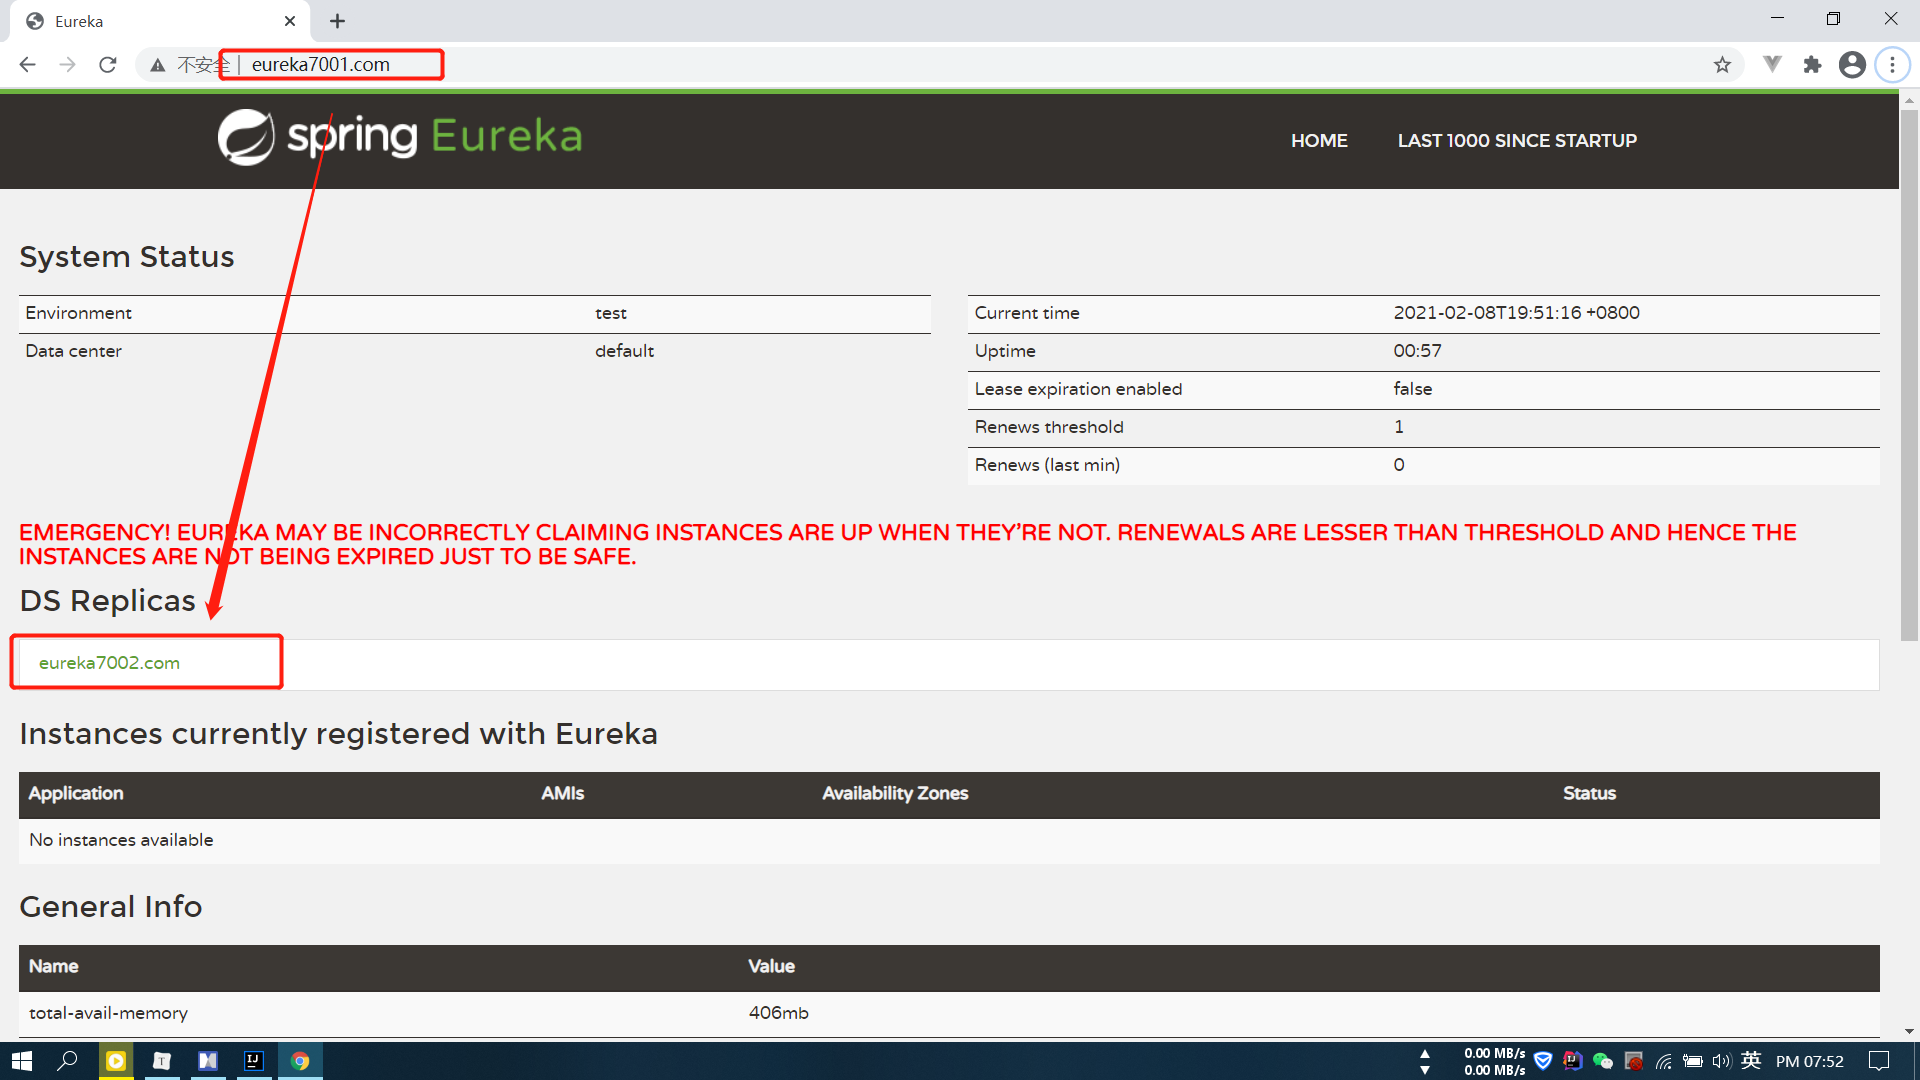 Eureka
不安全 | eureka7001.com
spring Eureka
HOME
LAST 1000 SINCE STARTUP
System Status
Environment test
Data center default
Current time 2021-02-08T19:51:16 +0800
Uptime 00:57
Lease expiration enabled false
Renews threshold 1
Renews (last min) 0
EMERGENCY! EUREKA MAY BE INCORRECTLY CLAIMING INSTANCES ARE UP WHEN THEY'RE NOT. RENEWALS ARE LESSER THAN THRESHOLD AND HENCE THE
INSTANCES ARE NOT BEING EXPIRED JUST TO BE SAFE.
DS Replicas
eureka7002.com
Instances currently registered with Eureka
Application AMIs Availability Zones Status
No instances available
General Info
Name Value
total-avail-memory 406mb
T
IJ
0.00 MB/s
0.00 MB/s
英
PM 07:52